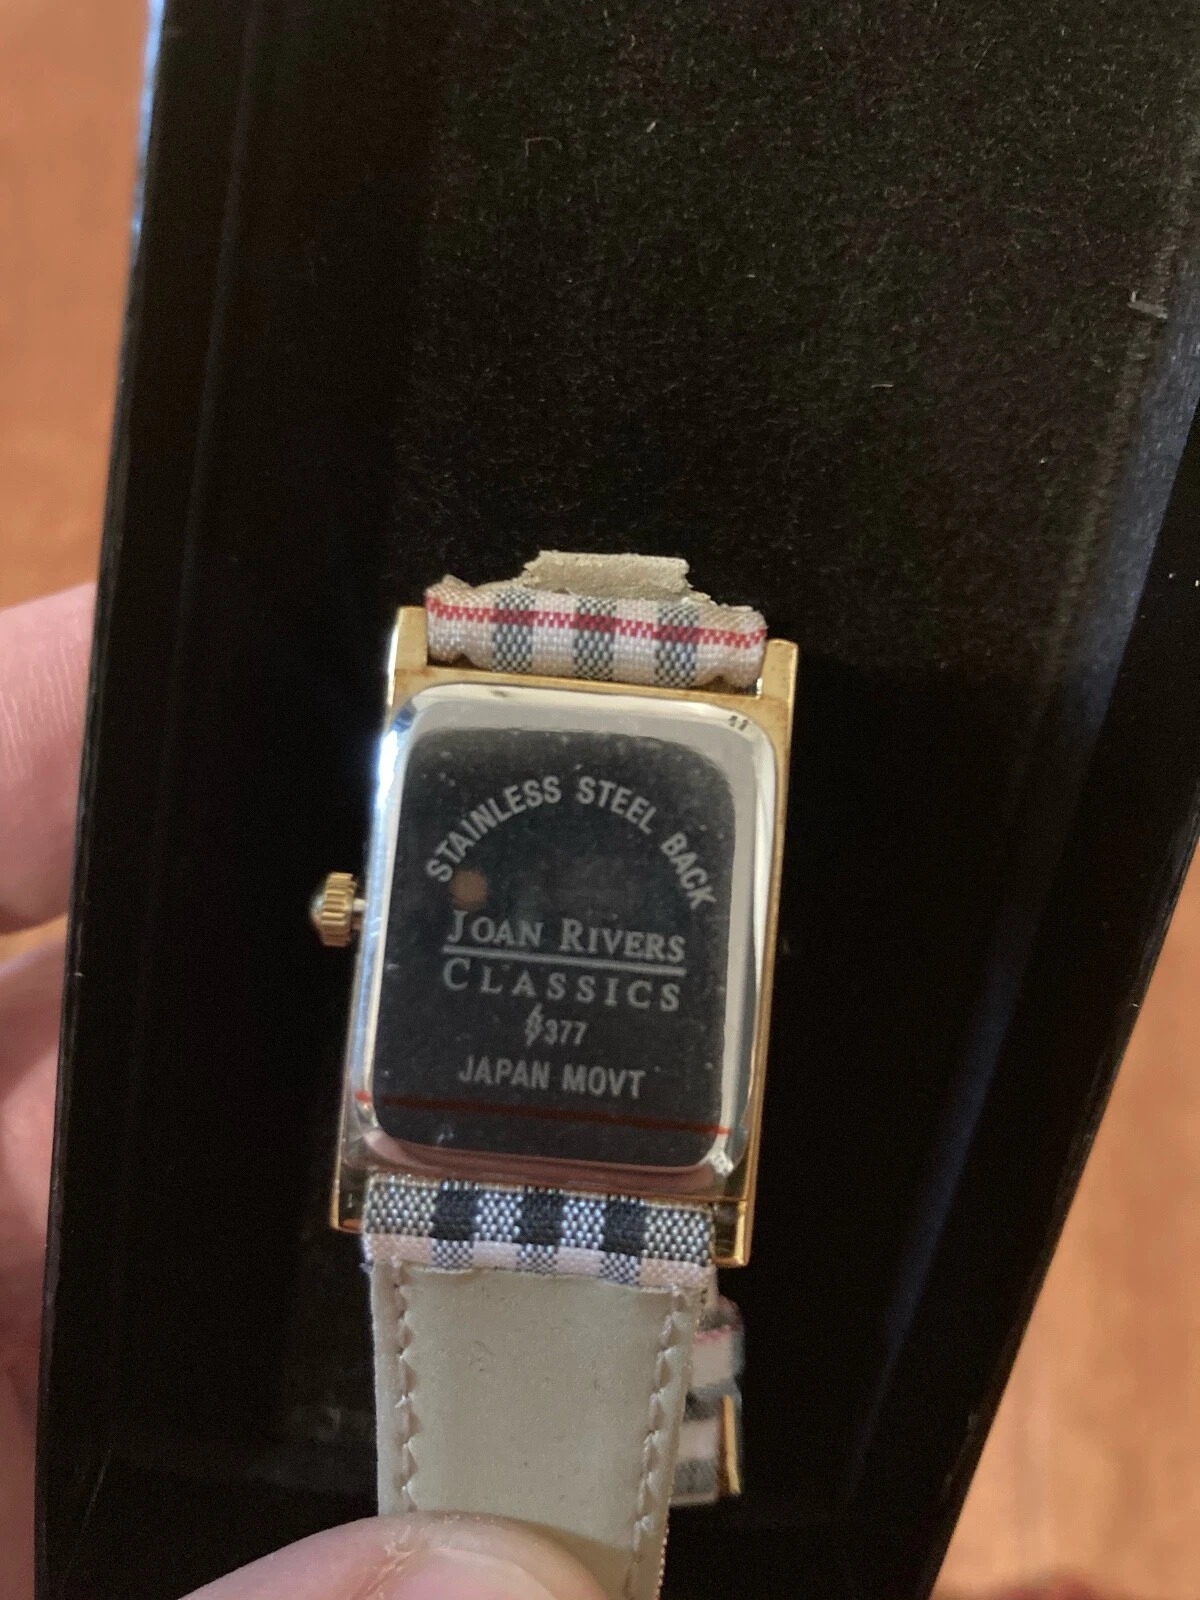 STAINLESS STEEL BACK
JOAN RIVERS
CLASSICS
377
JAPAN MOVT